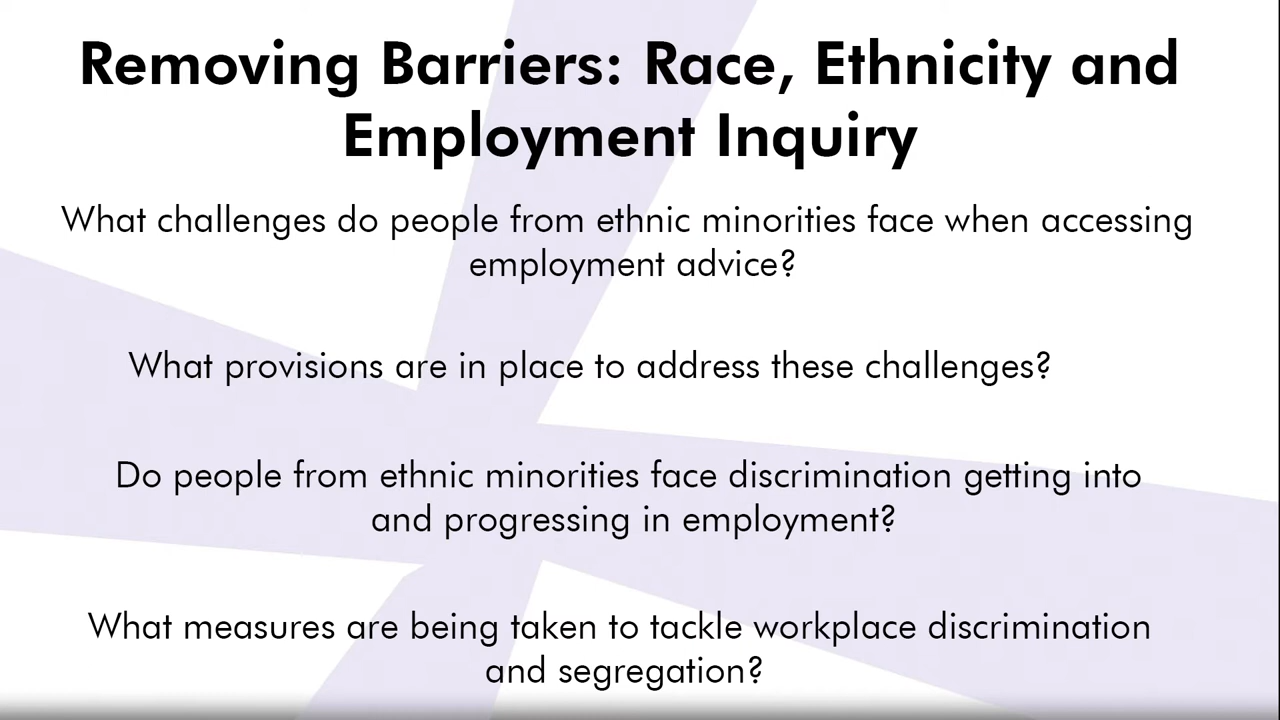 Removing Barriers: Race, Ethnicity and
Employment Inquiry
What challenges do people from ethnic minorities face when accessing
employment advice?
What provisions are in place to address these challenges?
Do people from ethnic minorities face discrimination getting into
and progressing in employment?
What measures are being taken to tackle workplace discrimination
and segregation?